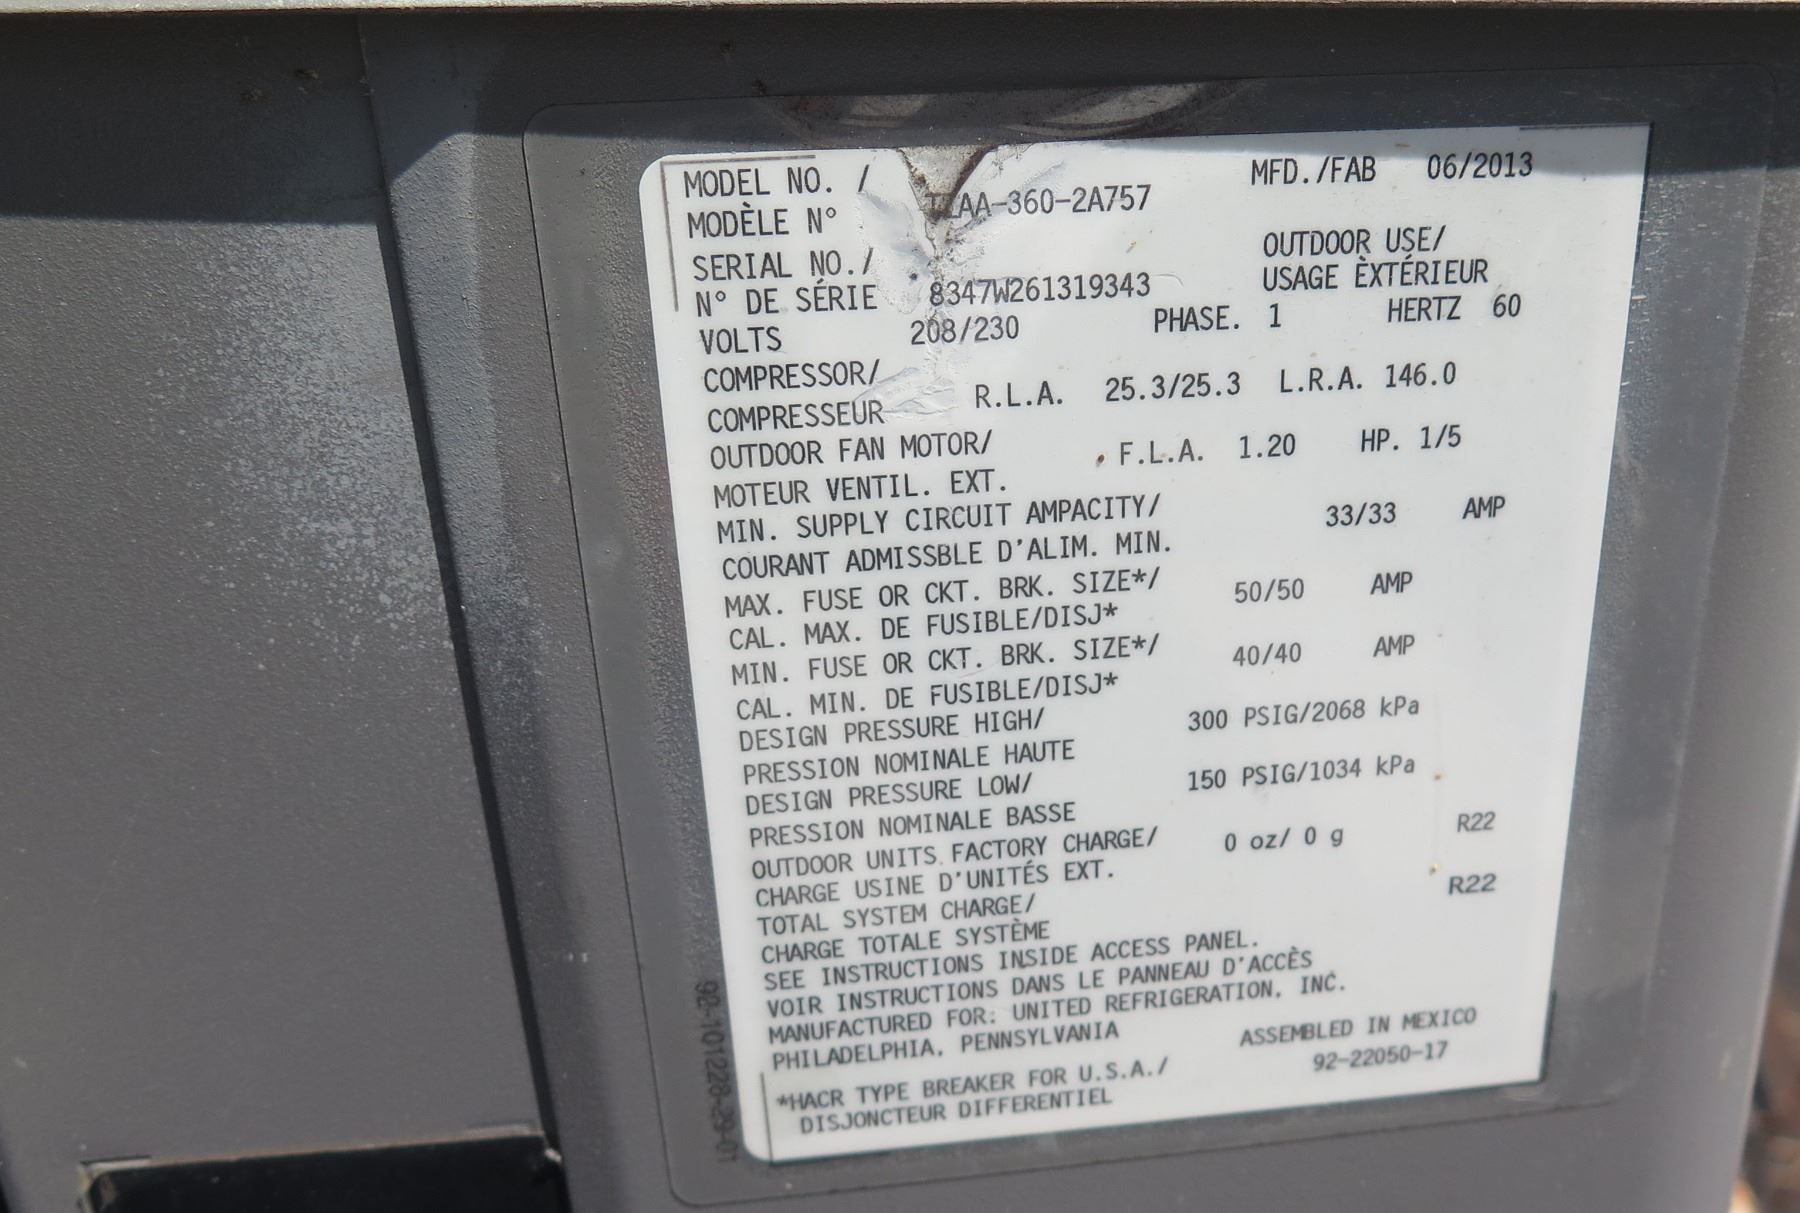 MODEL NO. / MFD./FAB 06/2013
MODÈLE N° TZAA-360-2A757
SERIAL NO./ OUTDOOR USE/
N° DE SÉRIE 8347W261319343 USAGE ÈXTÉRIEUR
VOLTS 208/230 PHASE. 1 HERTZ 60
COMPRESSOR/
COMPRESSEUR R.L.A. 25.3/25.3 L.R.A. 146.0
OUTDOOR FAN MOTOR/ F.L.A. 1.20 HP. 1/5
MOTEUR VENTIL. EXT.
MIN. SUPPLY CIRCUIT AMPACITY/ 33/33 AMP
COURANT ADMISSBLE D'ALIM. MIN.
MAX. FUSE OR CKT. BRK. SIZE*/ 50/50 AMP
CAL. MAX. DE FUSIBLE/DISJ*
MIN. FUSE OR CKT. BRK. SIZE*/ 40/40 AMP
CAL. MIN. DE FUSIBLE/DISJ*
DESIGN PRESSURE HIGH/ 300 PSIG/2068 kPa
PRESSION NOMINALE HAUTE
DESIGN PRESSURE LOW/ 150 PSIG/1034 kPa
PRESSION NOMINALE BASSE
OUTDOOR UNITS FACTORY CHARGE/ 0 oz/ 0 g R22
CHARGE USINE D'UNITÉS EXT.
TOTAL SYSTEM CHARGE/ R22
CHARGE TOTALE SYSTÈME
SEE INSTRUCTIONS INSIDE ACCESS PANEL.
VOIR INSTRUCTIONS DANS LE PANNEAU D'ACCÈS
MANUFACTURED FOR: UNITED REFRIGERATION, INC.
PHILADELPHIA, PENNSYLVANIA ASSEMBLED IN MEXICO
92-22050-17
*HACR TYPE BREAKER FOR U.S.A./
DISJONCTEUR DIFFERENTIEL
92-101228-29-01